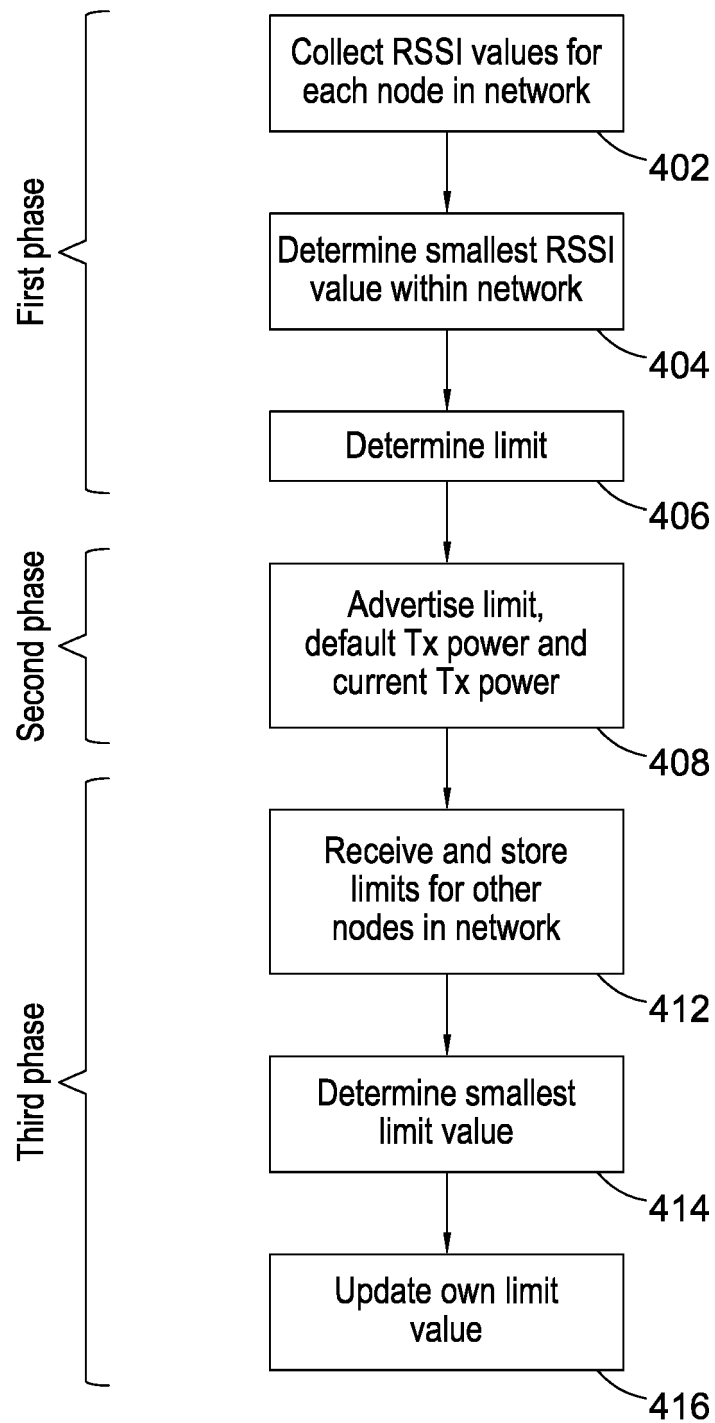 First phase
Collect RSSI values for
each node in network
402
Determine smallest RSSI
value within network
404
Determine limit
406
Second phase
Advertise limit,
default Tx power and
current Tx power
408
Third phase
Receive and store
limits for other
nodes in network
412
Determine smallest
limit value
414
Update own limit
value
416